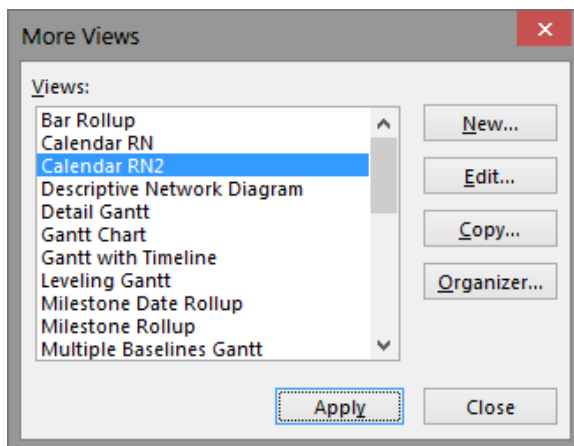 More Views
Views:
Bar Rollup
Calendar RN
Calendar RN2
Descriptive Network Diagram
Detail Gantt
Gantt Chart
Gantt with Timeline
Leveling Gantt
Milestone Date Rollup
Milestone Rollup
Multiple Baselines Gantt
New...
Edit...
Copy...
Organizer...
Apply
Close